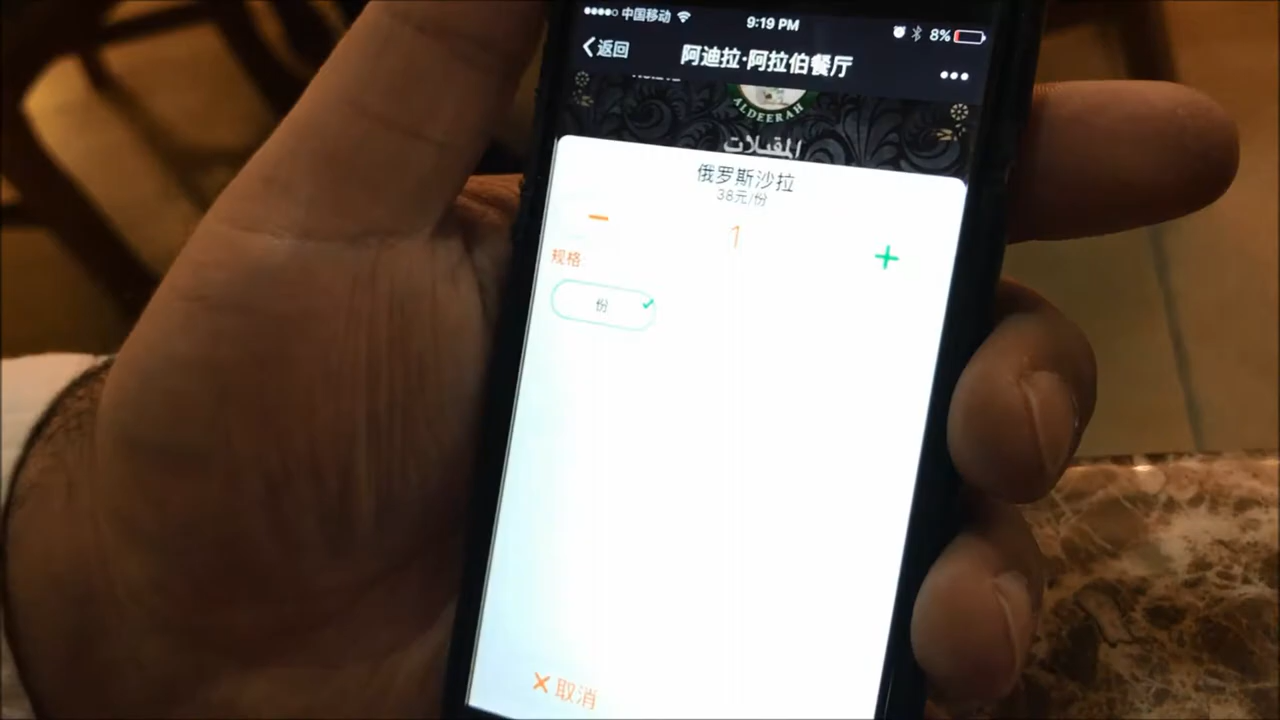 中国移动 9:19 PM 8%
返回 阿迪拉·阿拉伯餐厅
ALDEERAH
المقبلات
俄罗斯沙拉
38元/份
1
规格
份
取消